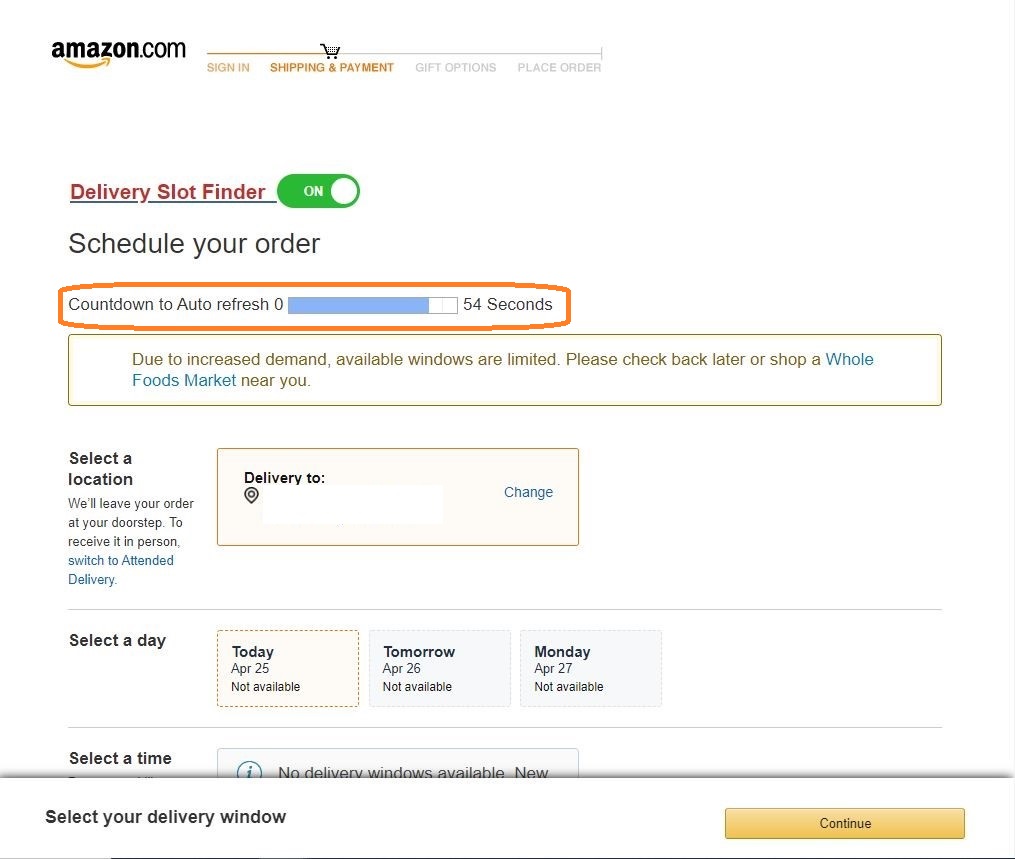 amazon.com
SIGN IN SHIPPING & PAYMENT GIFT OPTIONS PLACE ORDER
Delivery Slot Finder ON
Schedule your order
Countdown to Auto refresh 0 54 Seconds
Due to increased demand, available windows are limited. Please check back later or shop a Whole
Foods Market near you.
Select a
location
We'll leave your order
at your doorstep. To
receive it in person,
switch to Attended
Delivery.
Delivery to:
Change
Select a day
Today
Apr 25
Not available
Tomorrow
Apr 26
Not available
Monday
Apr 27
Not available
Select a time
No delivery windows available. New
Select your delivery window
Continue